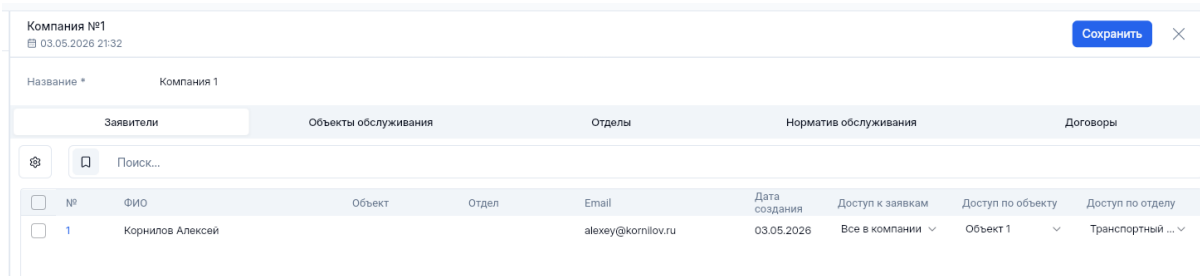 Компания №1
03.05.2026 21:32
Сохранить
Название *
Компания 1
Заявители
Объекты обслуживания
Отделы
Норматив обслуживания
Договоры
Поиск...
№
ФИО
Объект
Отдел
Email
Дата
создания
Доступ к заявкам
Доступ по объекту
Доступ по отделу
1
Корнилов Алексей
alexey@kornilov.ru
03.05.2026
Все в компании
Объект 1
Транспортный ...